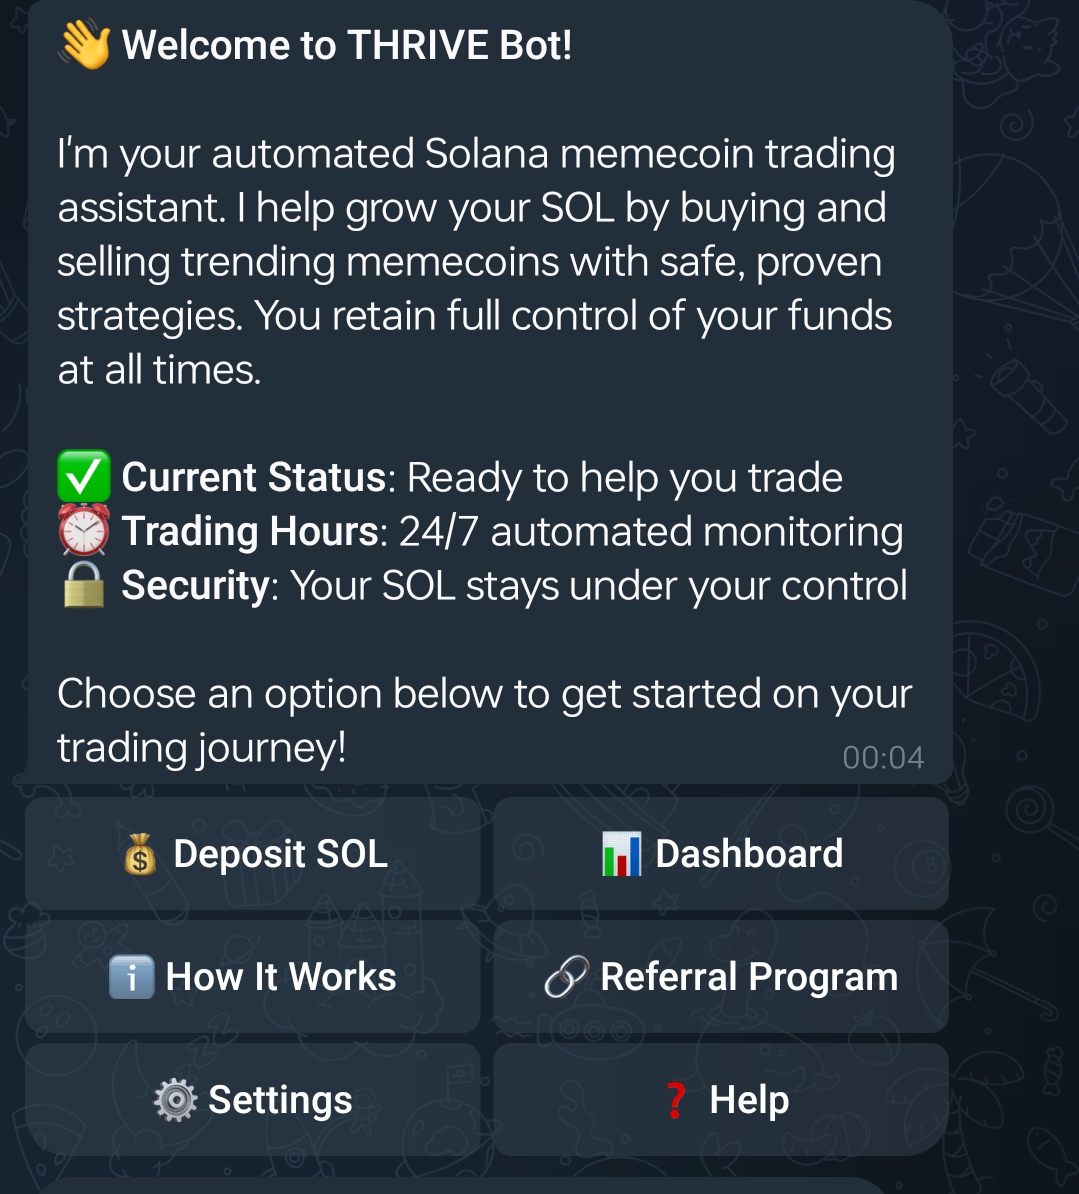 👋 Welcome to THRIVE Bot!
I'm your automated Solana memecoin trading
assistant. I help grow your SOL by buying and
selling trending memecoins with safe, proven
strategies. You retain full control of your funds
at all times.
✅ Current Status: Ready to help you trade
⏰ Trading Hours: 24/7 automated monitoring
🔒 Security: Your SOL stays under your control
Choose an option below to get started on your
trading journey!
00:04
💰 Deposit SOL
📊 Dashboard
ℹ️ How It Works
🔗 Referral Program
⚙️ Settings
❓ Help